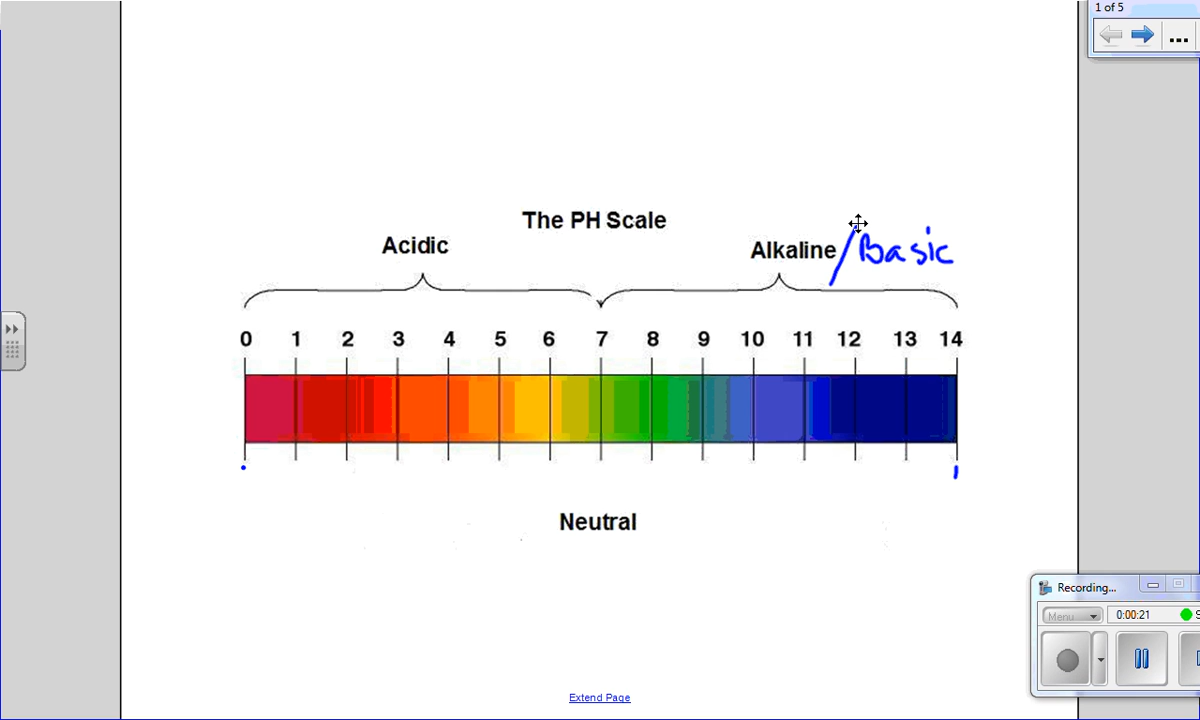 1 of 5
...
The PH Scale
Acidic
Alkaline/Basic
0 1 2 3 4 5 6 7 8 9 10 11 12 13 14
Neutral
Recording...
Menu 0:00:21
Extend Page